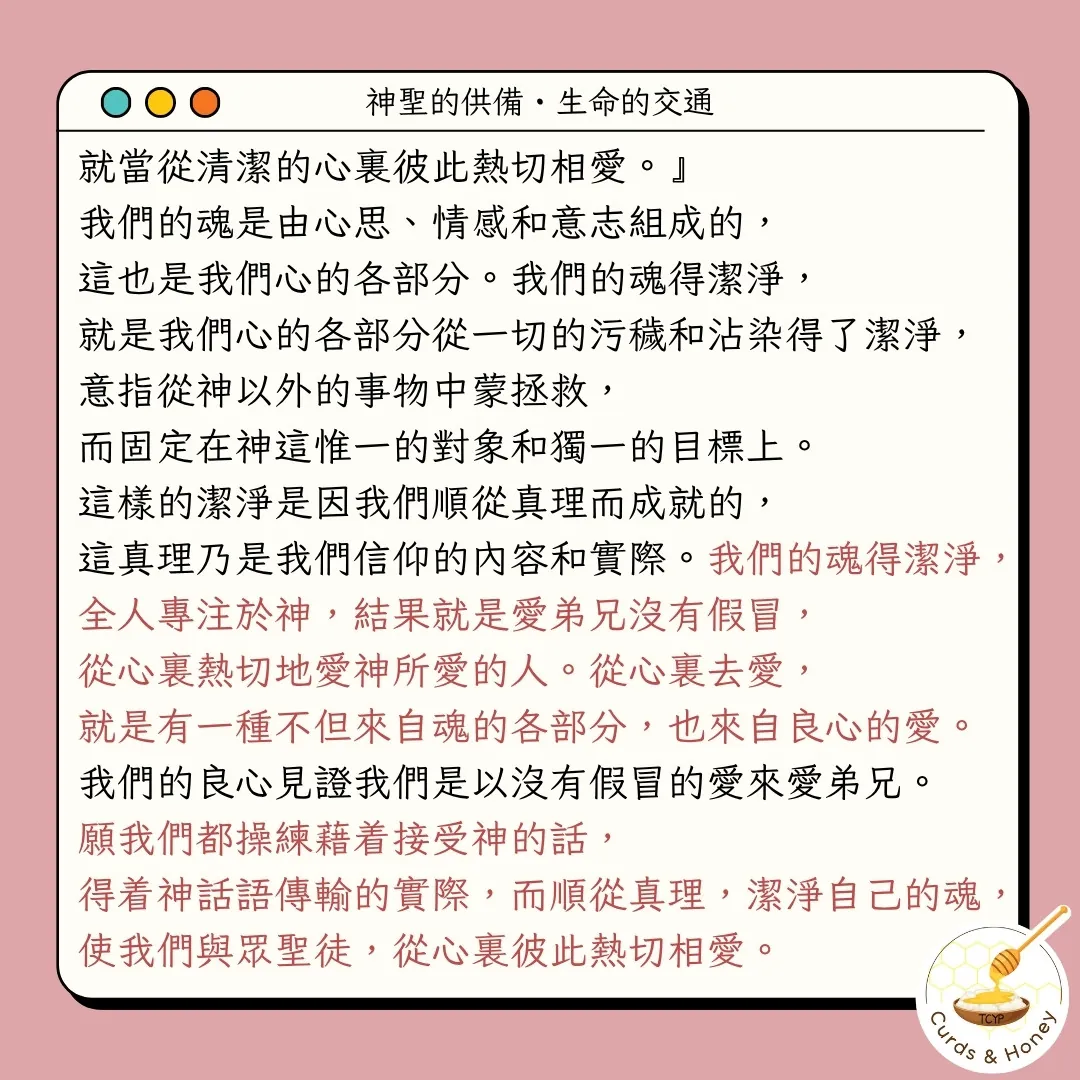 神聖的供備·生命的交通
就當從清潔的心裏彼此熱切相愛。』
我們的魂是由心思、情感和意志組成的，
這也是我們心的各部分。我們的魂得潔淨，
就是我們心的各部分從一切的污穢和沾染得了潔淨，
意指從神以外的事物中蒙拯救，
而固定在神這惟一的對象和獨一的目標上。
這樣的潔淨是因我們順從真理而成就的，
這真理乃是我們信仰的內容和實際。我們的魂得潔淨，
全人專注於神，結果就是愛弟兄沒有假冒，
從心裏熱切地愛神所愛的人。從心裏去愛，
就是有一種不但來自魂的各部分，也來自良心的愛。
我們的良心見證我們是以沒有假冒的愛來愛弟兄。
願我們都操練藉着接受神的話，
得着神話語傳輸的實際，而順從真理，潔淨自己的魂，
使我們與眾聖徒，從心裏彼此熱切相愛。
TCYP
Curds & Honey